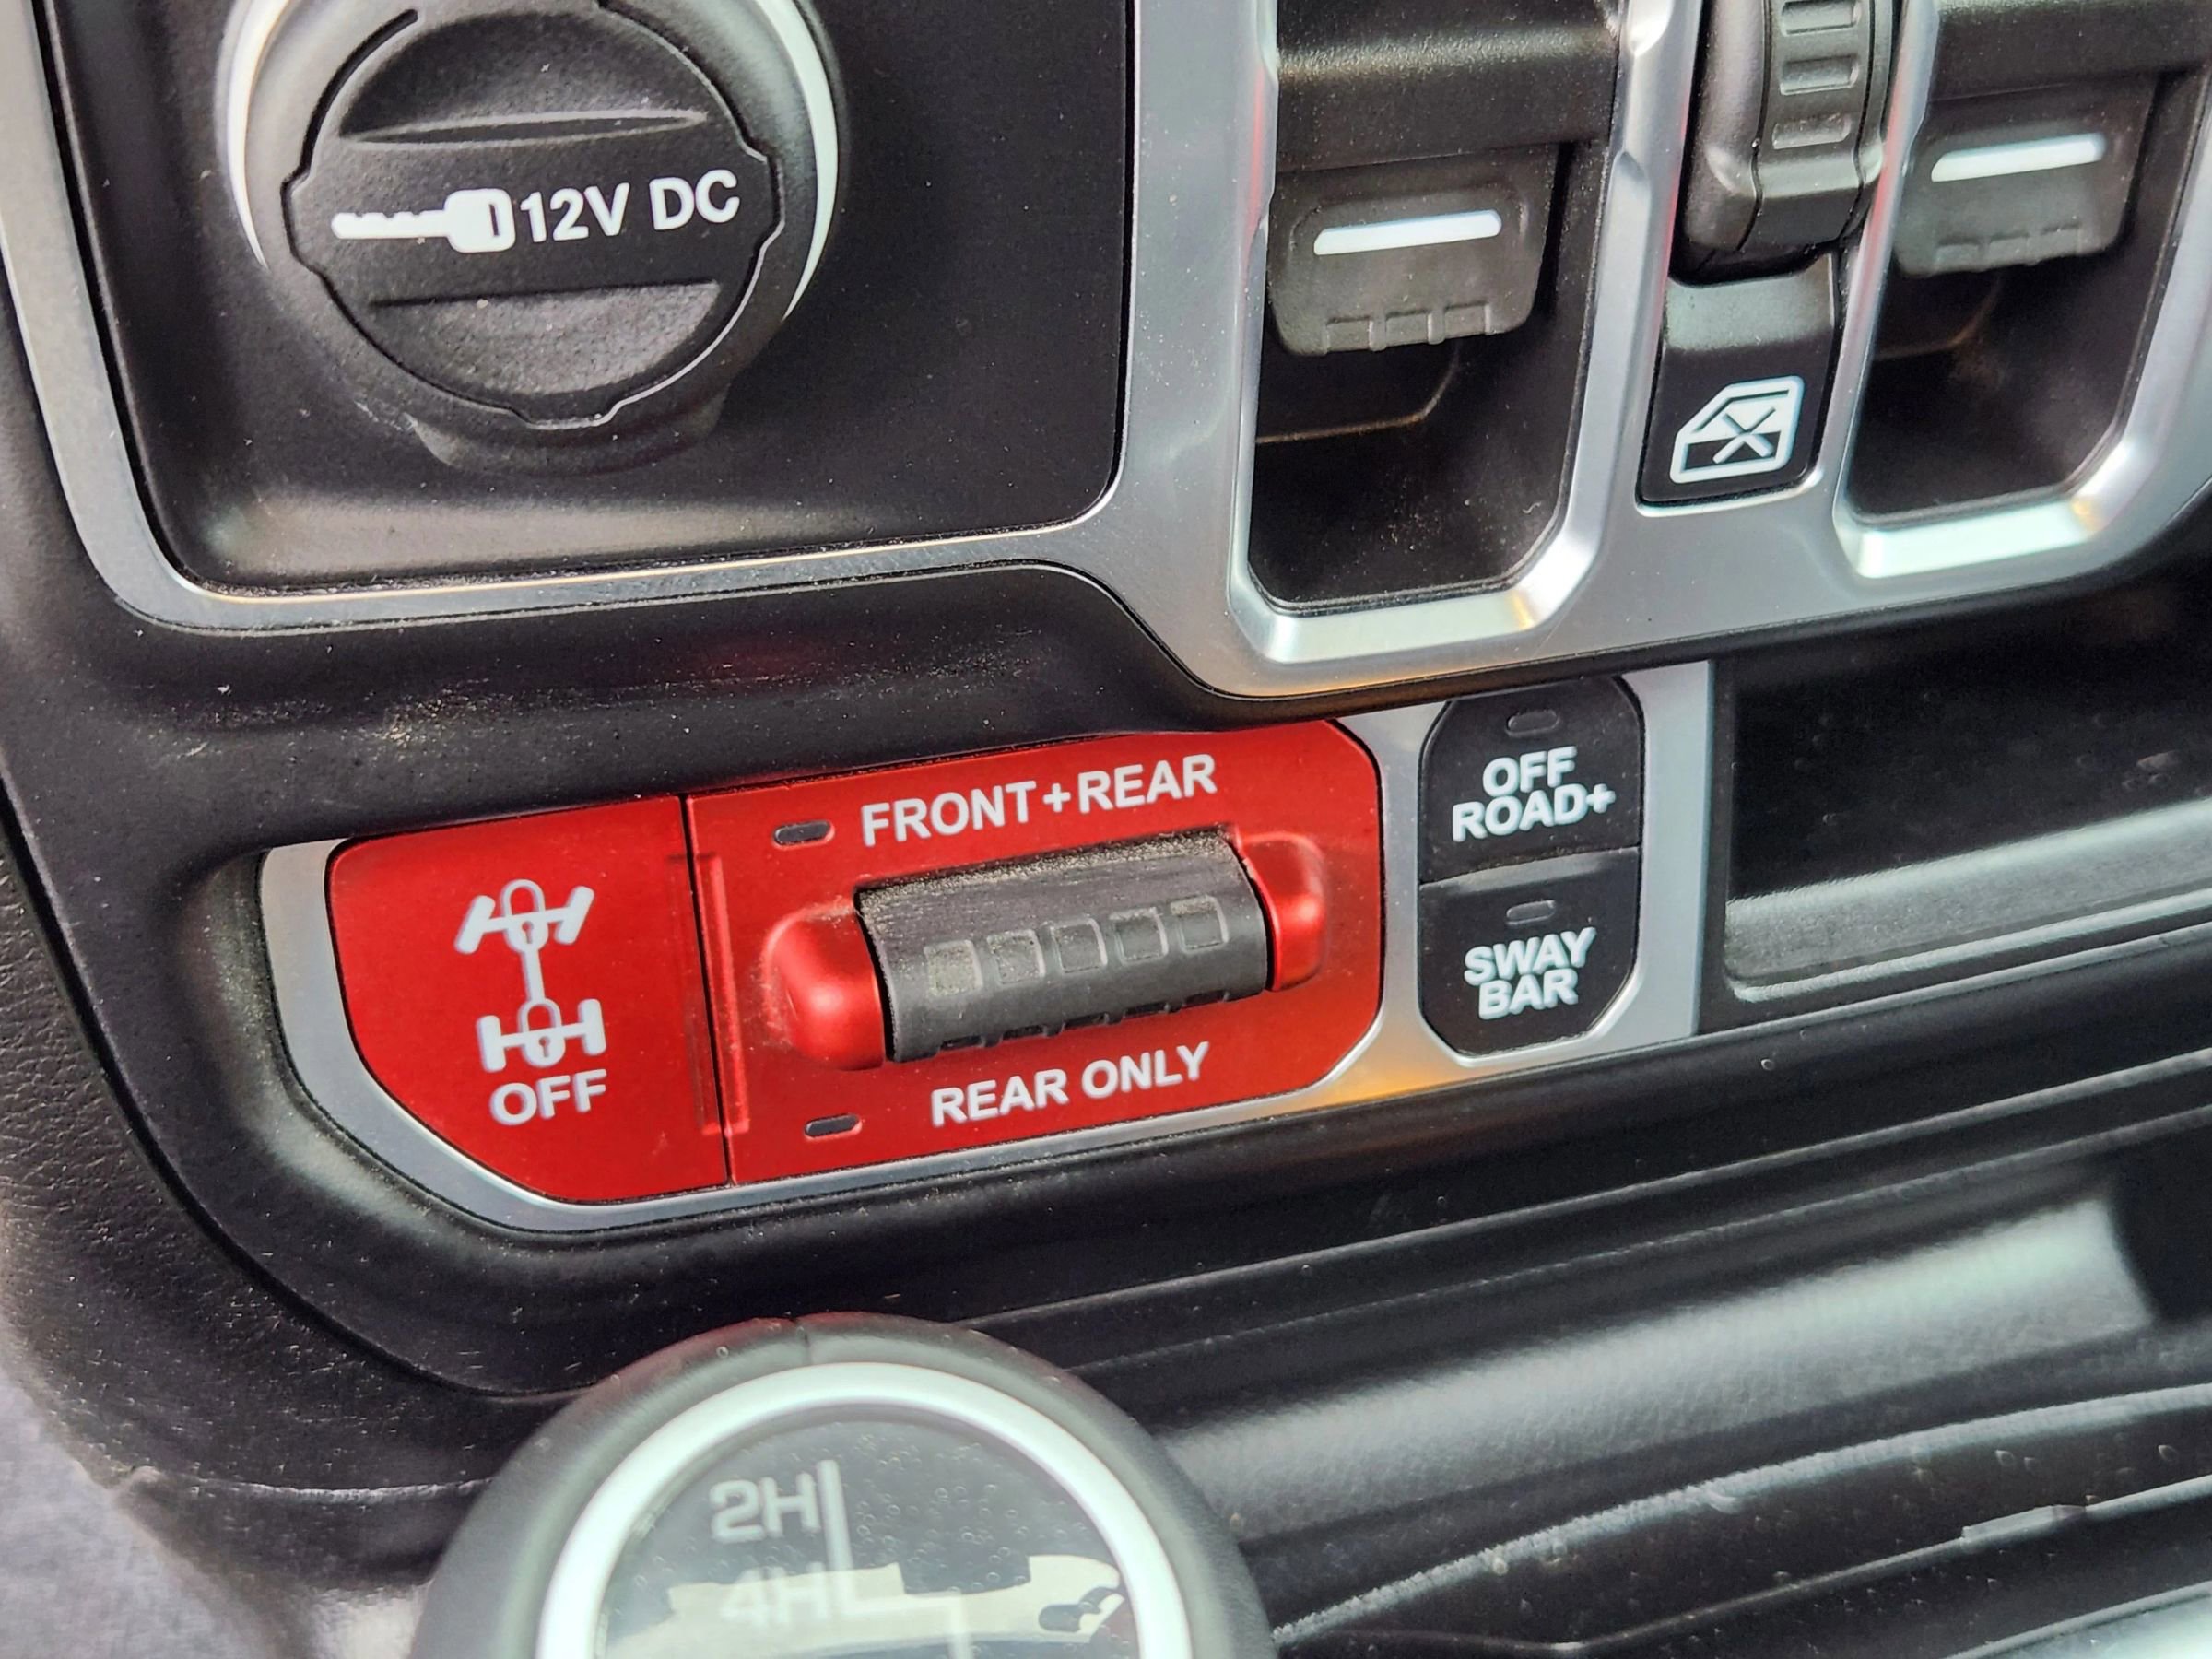 12V DC
FRONT+REAR
OFF
ROAD+
SWAY
BAR
OFF
REAR ONLY
2H
4H